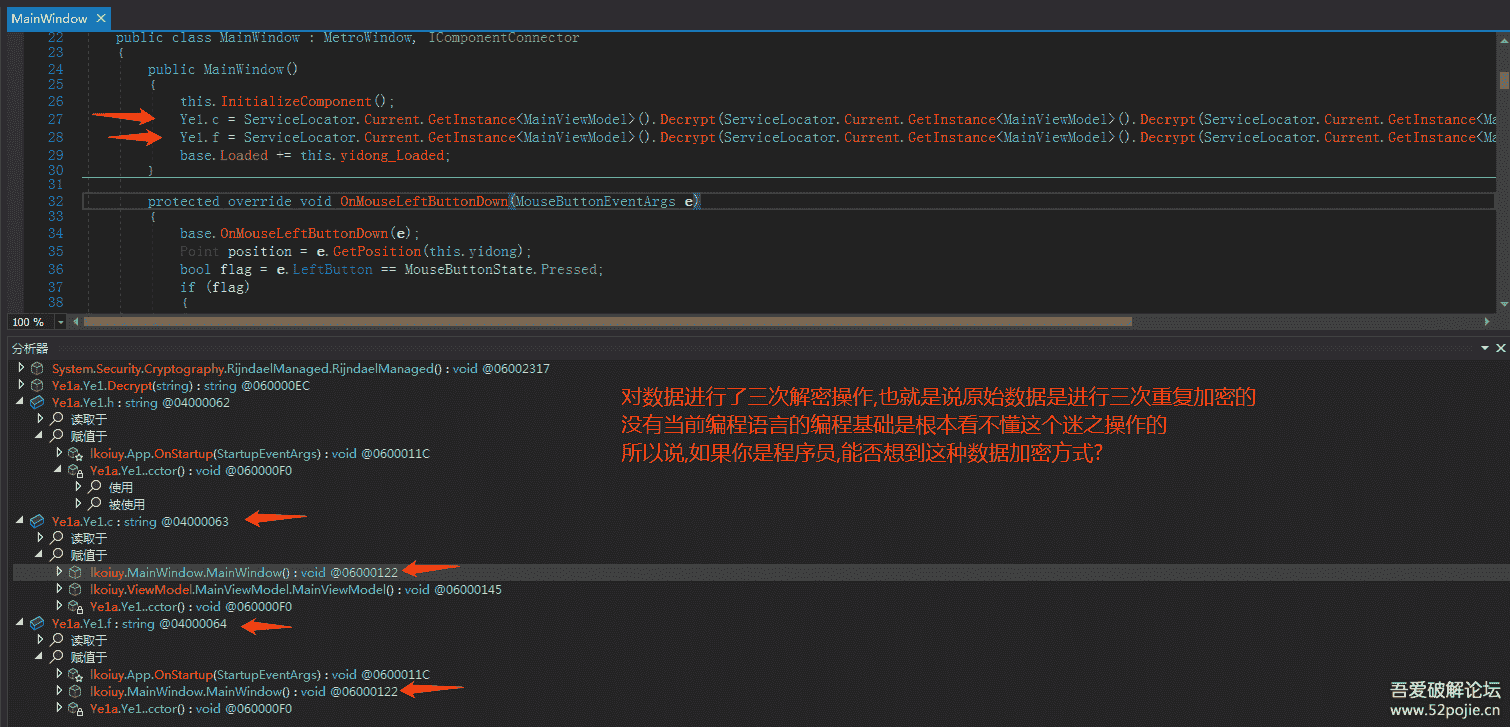 MainWindow ×
22 public class MainWindow : MetroWindow, IComponentConnector
23 {
24 public MainWindow()
25 {
26 this.InitializeComponent();
27 Ye1.c = ServiceLocator.Current.GetInstance<MainViewModel>().Decrypt(ServiceLocator.Current.GetInstance<MainViewModel>().Decrypt(ServiceLocator.Current.GetInstance<Ma
28 Ye1.f = ServiceLocator.Current.GetInstance<MainViewModel>().Decrypt(ServiceLocator.Current.GetInstance<MainViewModel>().Decrypt(ServiceLocator.Current.GetInstance<Ma
29 base.Loaded += this.yidong_Loaded;
30 }
31
32 protected override void OnMouseLeftButtonDown(MouseButtonEventArgs e)
33 {
34 base.OnMouseLeftButtonDown(e);
35 Point position = e.GetPosition(this.yidong);
36 bool flag = e.LeftButton == MouseButtonState.Pressed;
37 if (flag)
38 {
100 %
分析器
System.Security.Cryptography.RijndaelManaged.RijndaelManaged() : void @06002317
Ye1a.Ye1.Decrypt(string) : string @060000EC
Ye1a.Ye1.h : string @04000062
读取于
赋值于
lkoiuy.App.OnStartup(StartupEventArgs) : void @0600011C
Ye1a.Ye1..cctor() : void @060000F0
使用
被使用
Ye1a.Ye1.c : string @04000063
读取于
赋值于
lkoiuy.MainWindow.MainWindow() : void @06000122
lkoiuy.ViewModel.MainViewModel.MainViewModel() : void @06000145
Ye1a.Ye1..cctor() : void @060000F0
Ye1a.Ye1.f : string @04000064
读取于
赋值于
lkoiuy.App.OnStartup(StartupEventArgs) : void @0600011C
lkoiuy.MainWindow.MainWindow() : void @06000122
Ye1a.Ye1..cctor() : void @060000F0
对数据进行了三次解密操作,也就是说原始数据是进行三次重复加密的
没有当前编程语言的编程基础是根本看不懂这个迷之操作的
所以说,如果你是程序员,能否想到这种数据加密方式?
吾爱破解论坛
www.52pojie.cn